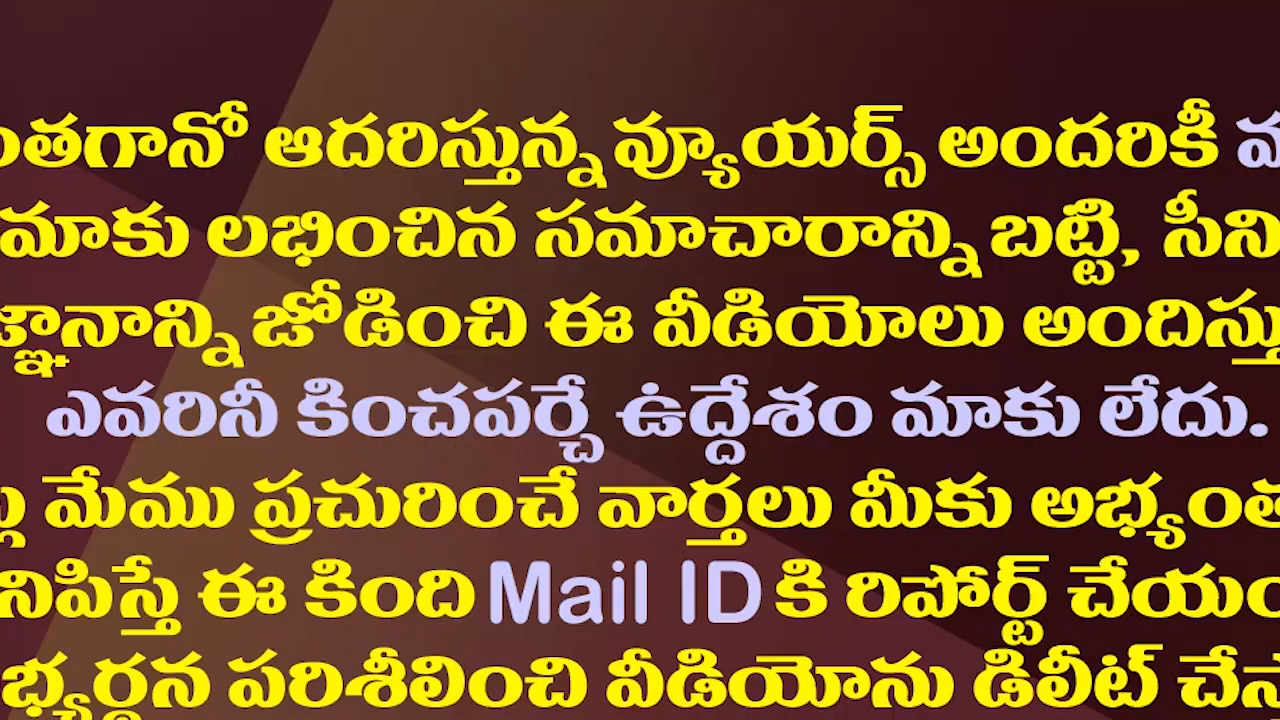 ఆదరిస్తున్న వ్యూయర్స్ అందరికీ
మాకు లభించిన సమాచారాన్ని బట్టి,
జోడించి ఈ వీడియోలు
ఎవరినీ కించపర్చే ఉద్దేశం మాకు లేదు.
మేము ప్రచురించే వార్తలు మీకు
ఈ కింది Mail ID కి రిపోర్ట్
పరిశీలించి వీడియోను డిలీట్